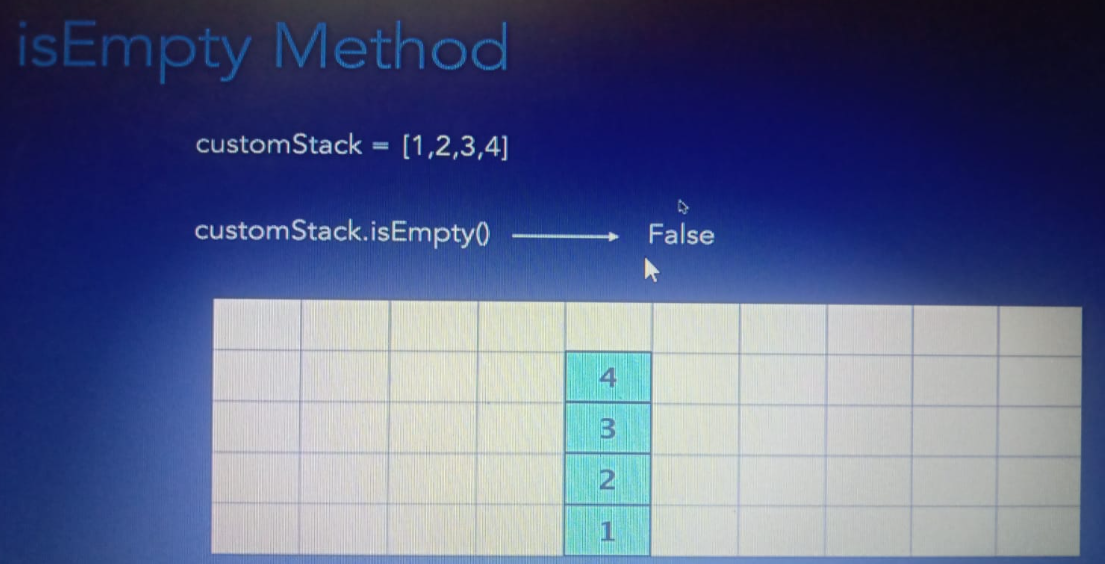 isEmpty Method
customStack = [1,2,3,4]
customStack.isEmpty() False
4
3
2
1